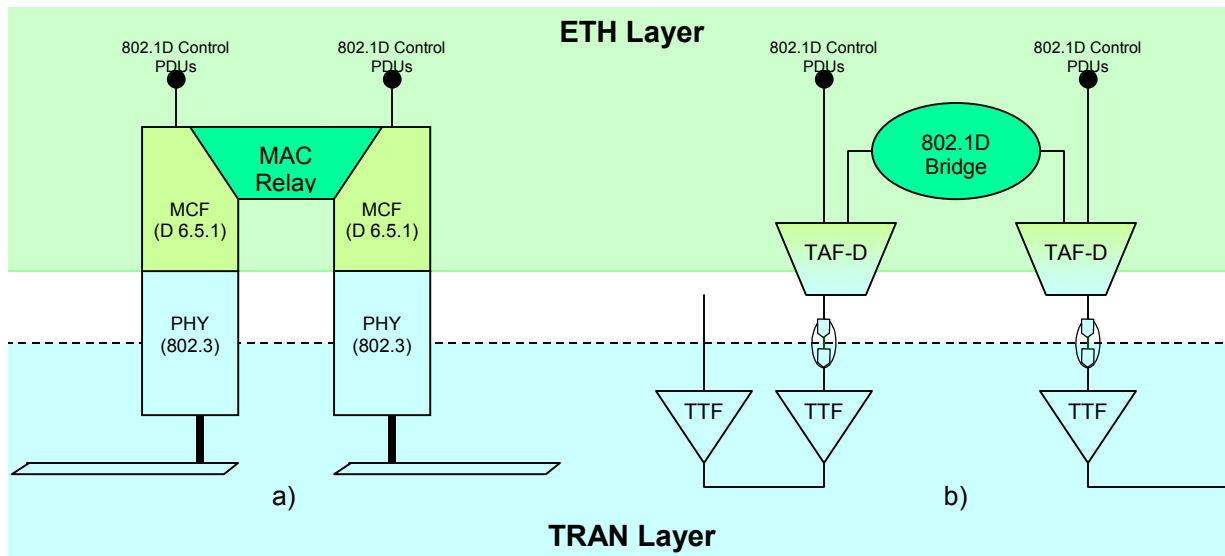 ETH Layer
802.1D Control
PDUs
802.1D Control
PDUs
802.1D Control
PDUs
802.1D Control
PDUs
MAC
Relay
802.1D
Bridge
MCF
(D 6.5.1)
MCF
(D 6.5.1)
TAF-D
TAF-D
PHY
(802.3)
PHY
(802.3)
TTF
TTF
TTF
a)
b)
TRAN Layer